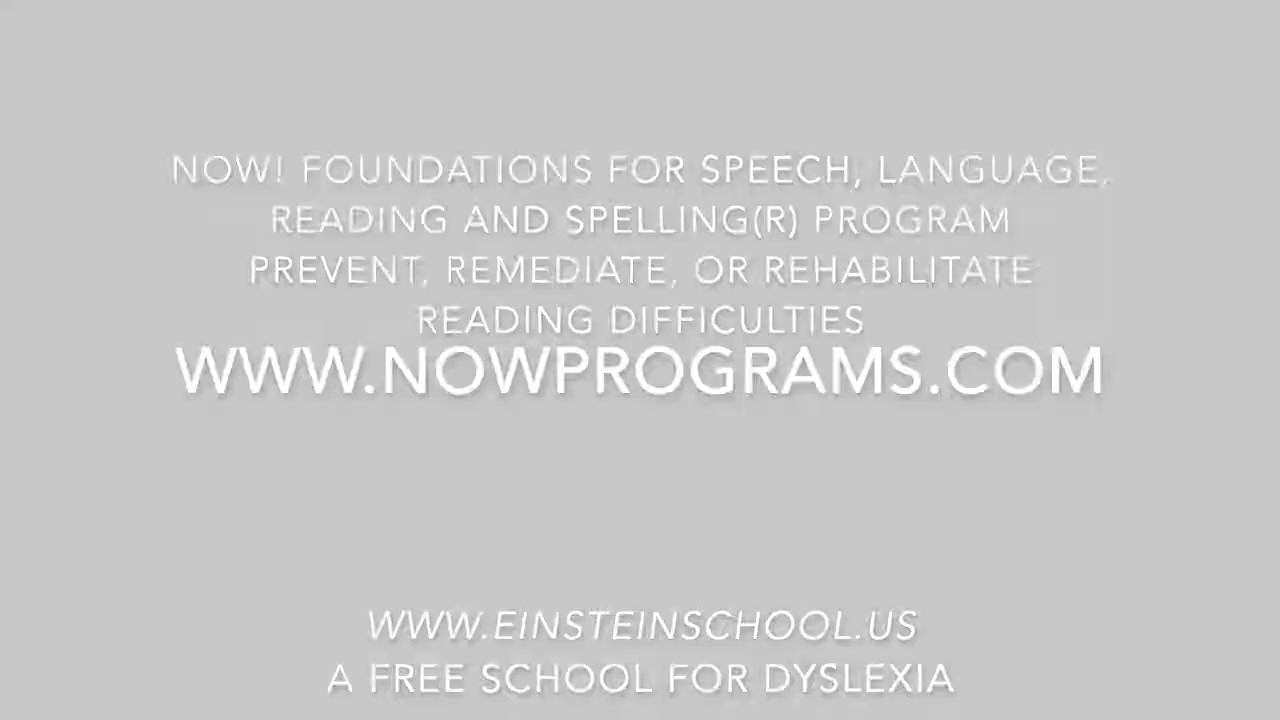 NOW! FOUNDATIONS FOR SPEECH, LANGUAGE,
READING AND SPELLING(R) PROGRAM
PREVENT, REMEDIATE, OR REHABILITATE
READING DIFFICULTIES
WWW.NOWPROGRAMS.COM
WWW.EINSTEINSCHOOL.US
A FREE SCHOOL FOR DYSLEXIA